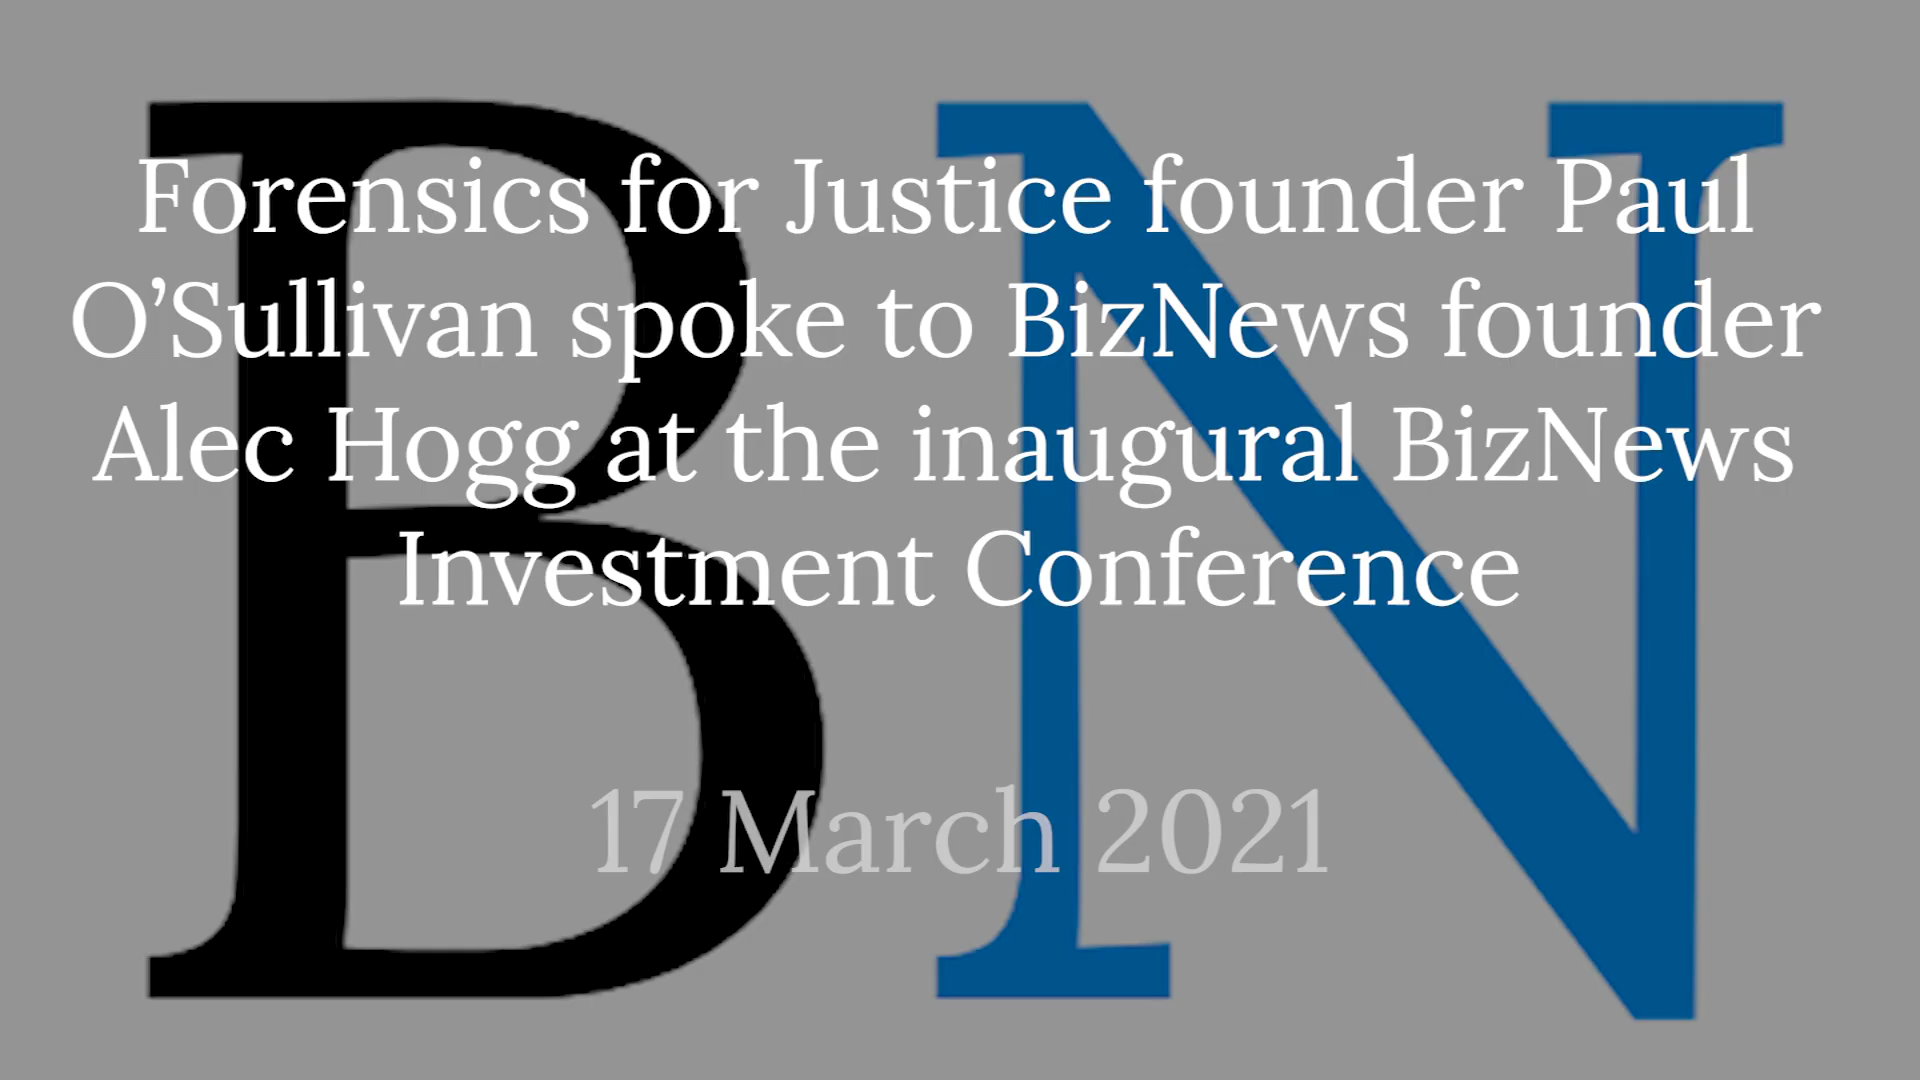 BN
Forensics for Justice founder Paul
O’Sullivan spoke to BizNews founder
Alec Hogg at the inaugural BizNews
Investment Conference
17 March 2021